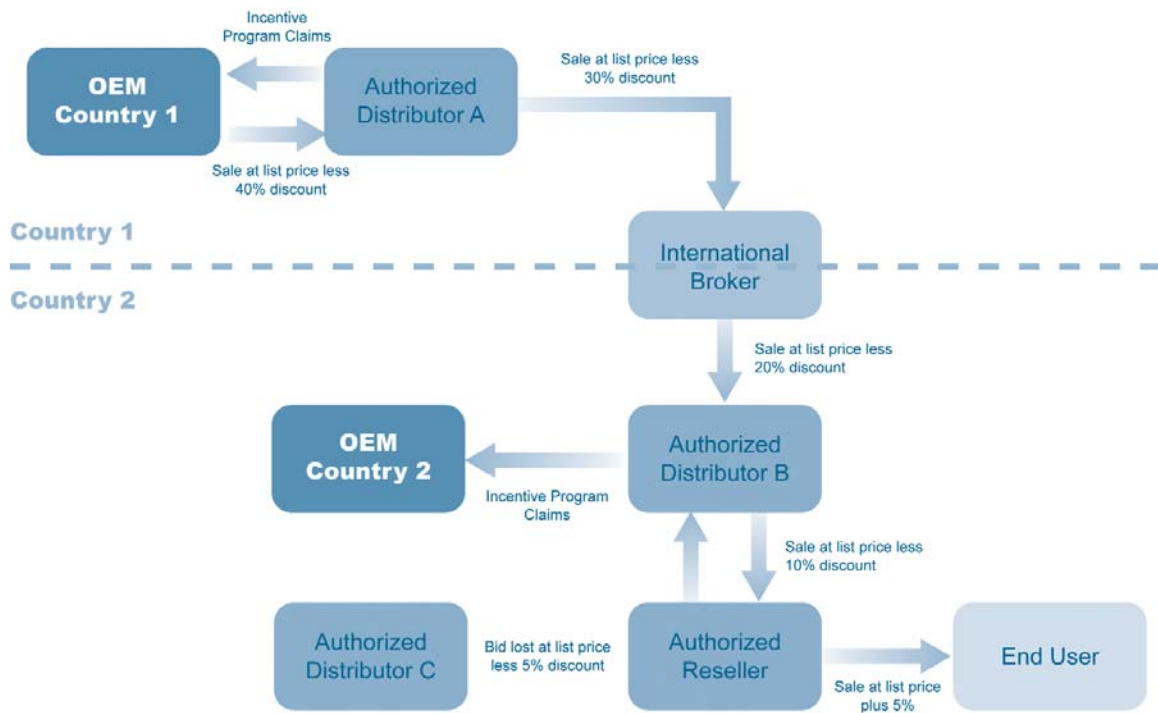 Incentive
Program Claims
OEM
Country 1
Authorized
Distributor A
Sale at list price less
30% discount
Sale at list price less
40% discount
Country 1
International
Broker
Country 2
Sale at list price less
20% discount
OEM
Country 2
Authorized
Distributor B
Incentive Program
Claims
Sale at list price less
10% discount
Authorized
Distributor C
Bid lost at list price
less 5% discount
Authorized
Reseller
End User
Sale at list price
plus 5%